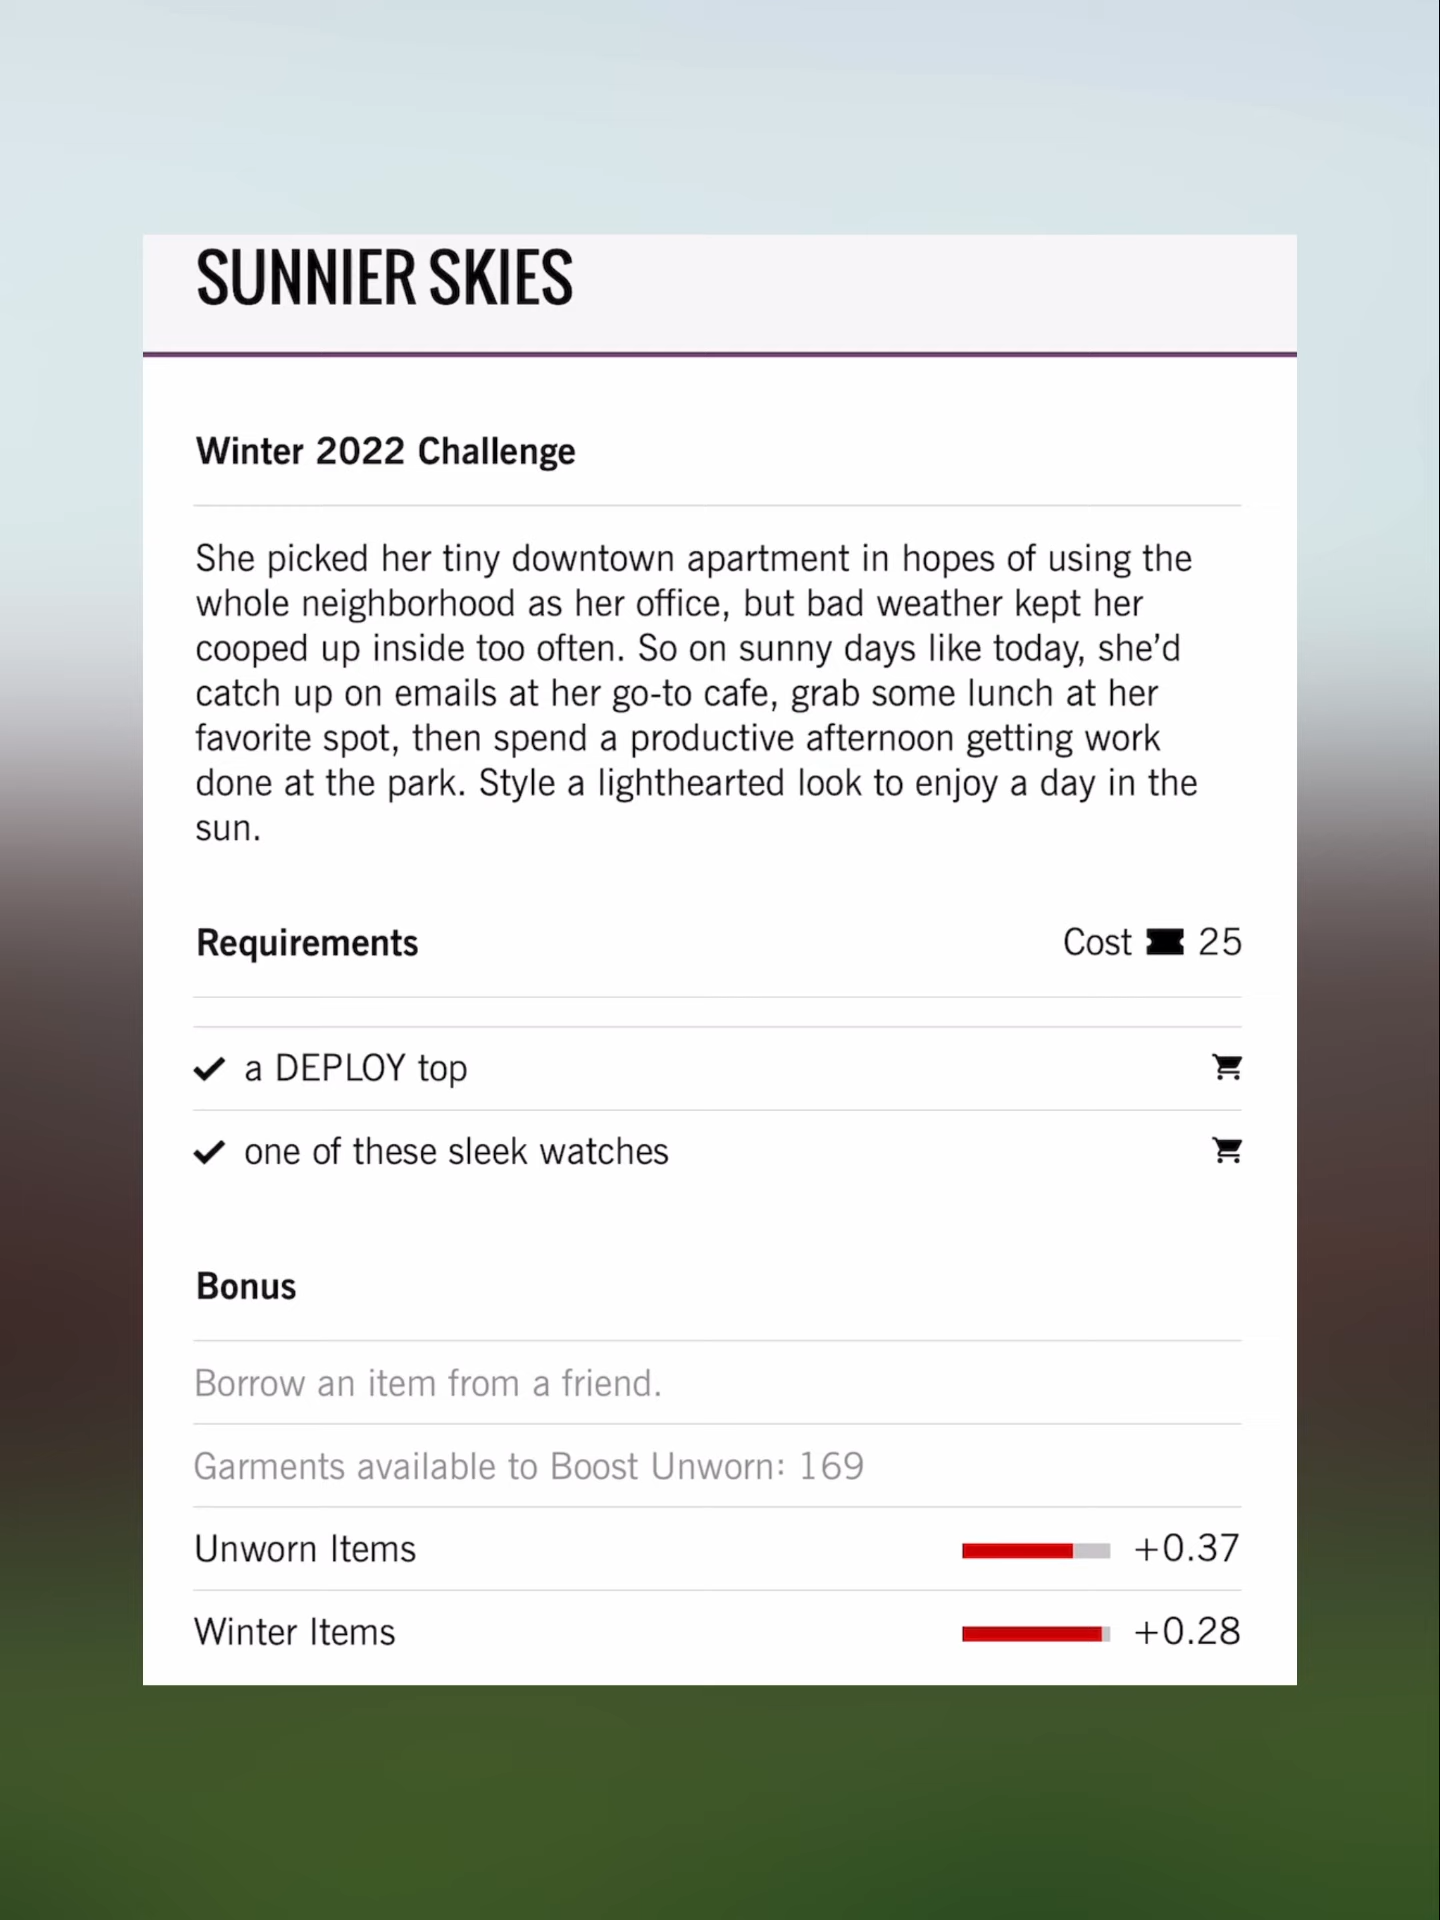 SUNNIER SKIES
Winter 2022 Challenge
She picked her tiny downtown apartment in hopes of using the
whole neighborhood as her office, but bad weather kept her
cooped up inside too often. So on sunny days like today, she’d
catch up on emails at her go-to cafe, grab some lunch at her
favorite spot, then spend a productive afternoon getting work
done at the park. Style a lighthearted look to enjoy a day in the
sun.
Requirements Cost 25
a DEPLOY top
one of these sleek watches
Bonus
Borrow an item from a friend.
Garments available to Boost Unworn: 169
Unworn Items +0.37
Winter Items +0.28